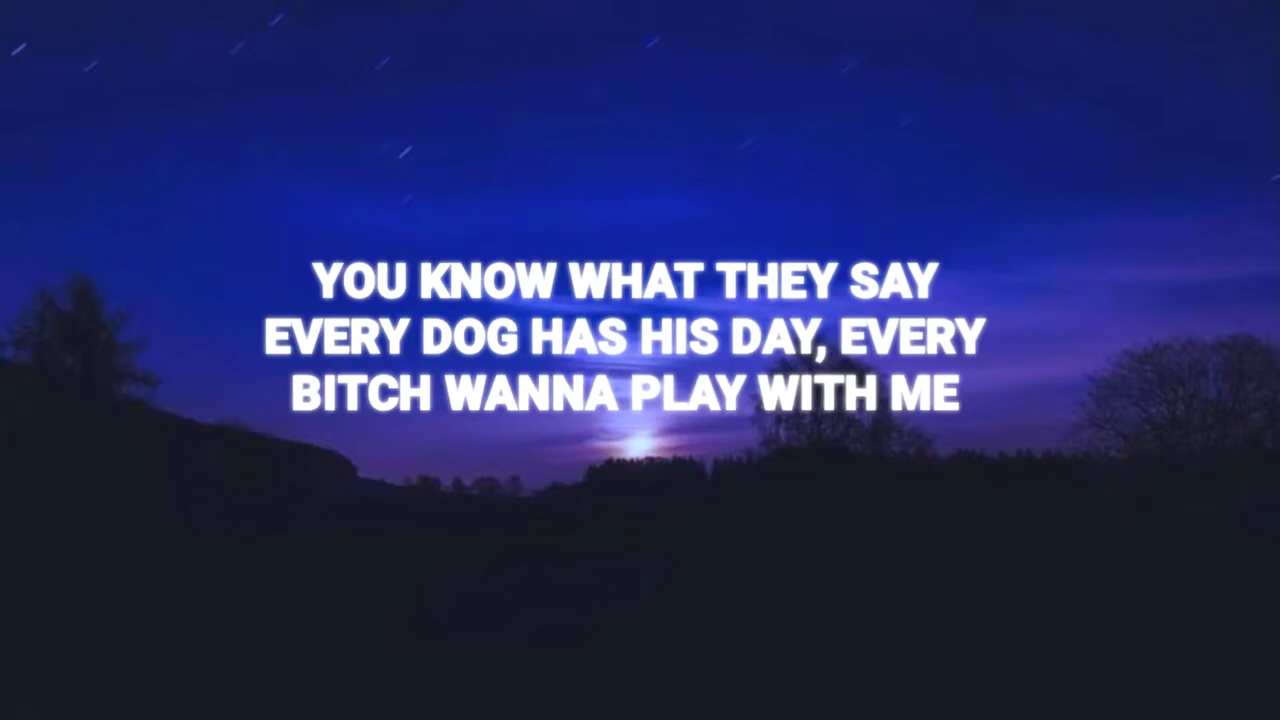 YOU KNOW WHAT THEY SAY
EVERY DOG HAS HIS DAY, EVERY
BITCH WANNA PLAY WITH ME